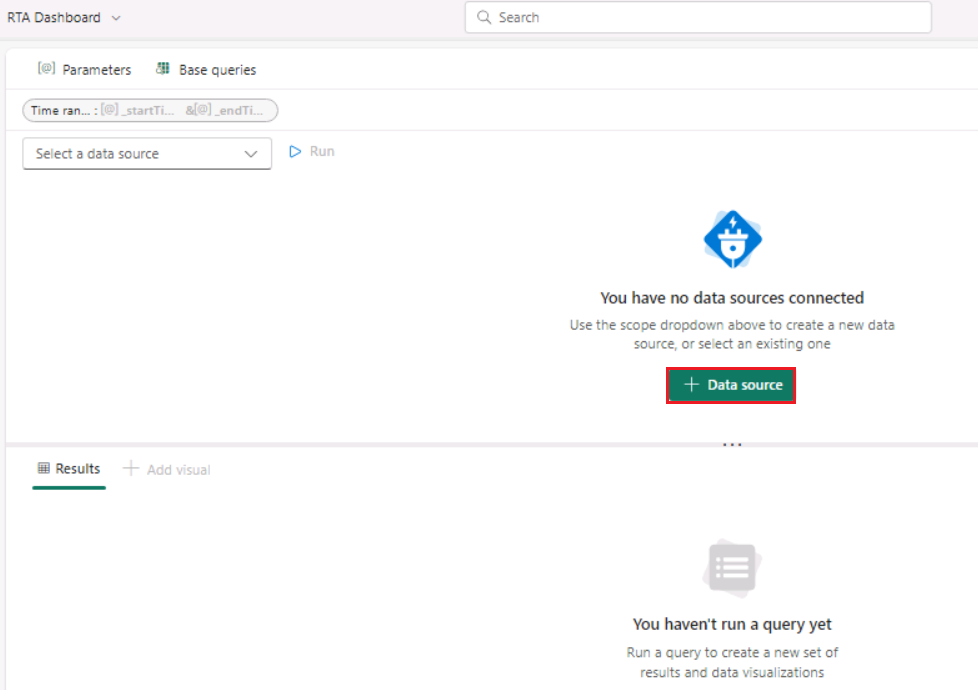 RTA Dashboard
Search
[@] Parameters
Base queries
Time ran... : [@] _startTi... &[@] _endTi...
Select a data source
Run
You have no data sources connected
Use the scope dropdown above to create a new data
source, or select an existing one
+ Data source
...
Results
+ Add visual
You haven't run a query yet
Run a query to create a new set of
results and data visualizations